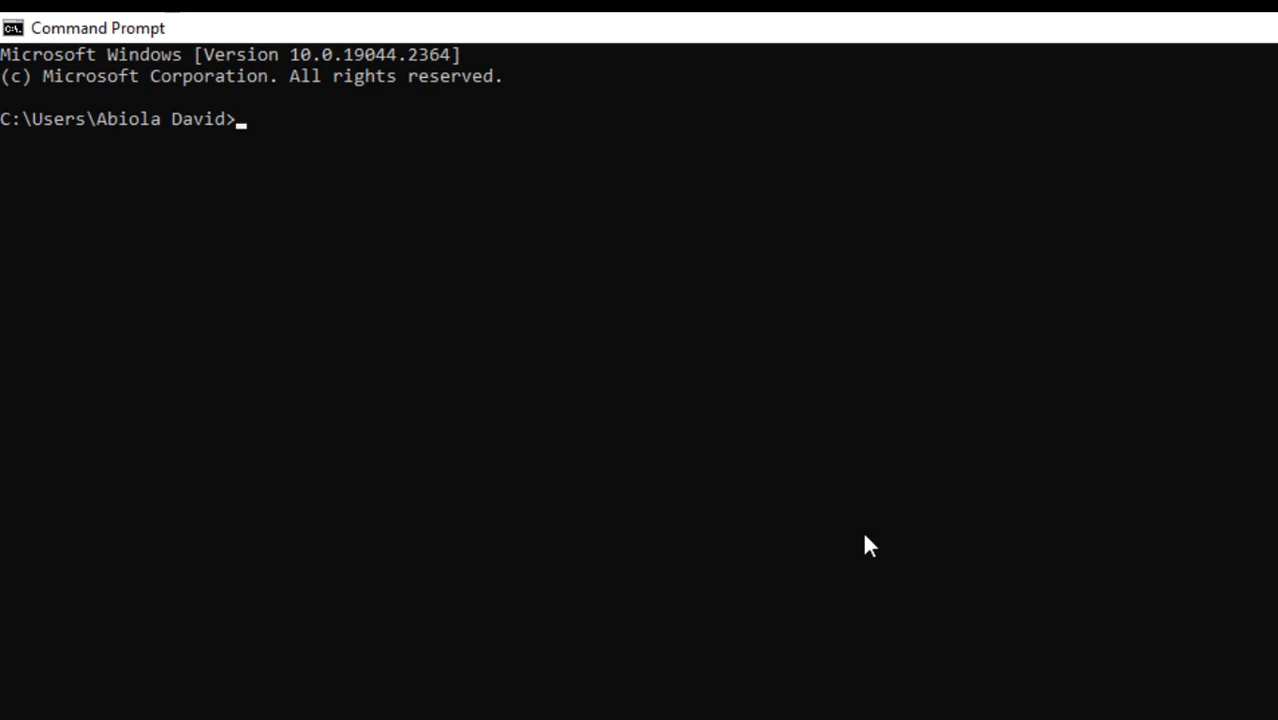 Command Prompt
Microsoft Windows [Version 10.0.19044.2364]
(c) Microsoft Corporation. All rights reserved.
C:\Users\Abiola David>